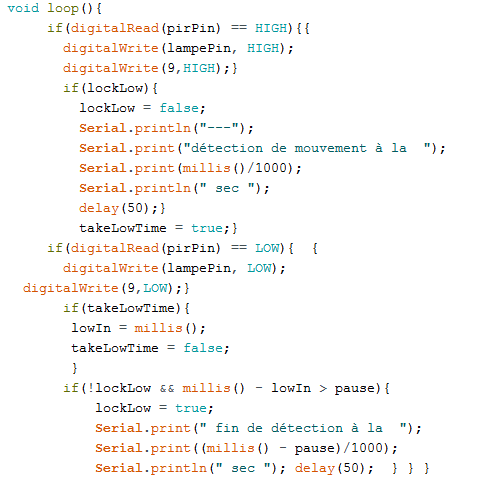 void loop(){
if(digitalRead(pirPin) == HIGH){{
digitalWrite(lampePin, HIGH);
digitalWrite(9,HIGH);}
if(lockLow){
lockLow = false;
Serial.println("---");
Serial.print("détection de mouvement à la  ");
Serial.print(millis()/1000);
Serial.println(" sec ");
delay(50);}
takeLowTime = true;}
if(digitalRead(pirPin) == LOW){  {
digitalWrite(lampePin, LOW);
digitalWrite(9,LOW);}
if(takeLowTime){
lowIn = millis();
takeLowTime = false;
}
if(!lockLow && millis() - lowIn > pause){
lockLow = true;
Serial.print(" fin de détection à la  ");
Serial.print((millis() - pause)/1000);
Serial.println(" sec "); delay(50);  } } }